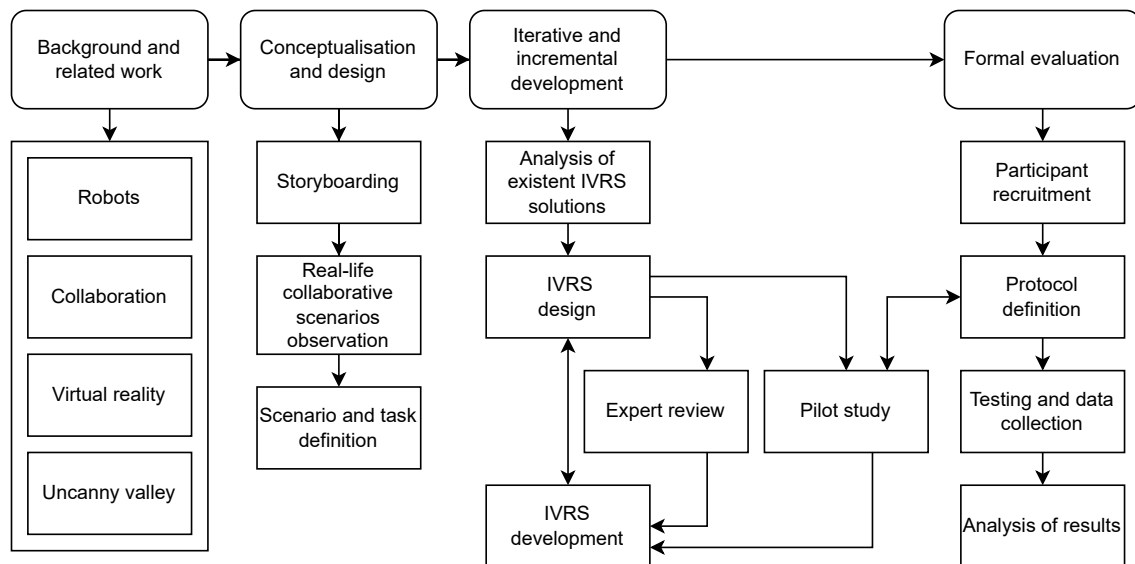 Background and
related work
Conceptualisation
and design
Iterative and
incremental
development
Formal evaluation
Robots
Collaboration
Virtual reality
Uncanny valley
Storyboarding
Real-life
collaborative
scenarios
observation
Scenario and task
definition
Analysis of
existent IVRS
solutions
IVRS
design
Expert review
Pilot study
IVRS
development
Participant
recruitment
Protocol
definition
Testing and data
collection
Analysis of results